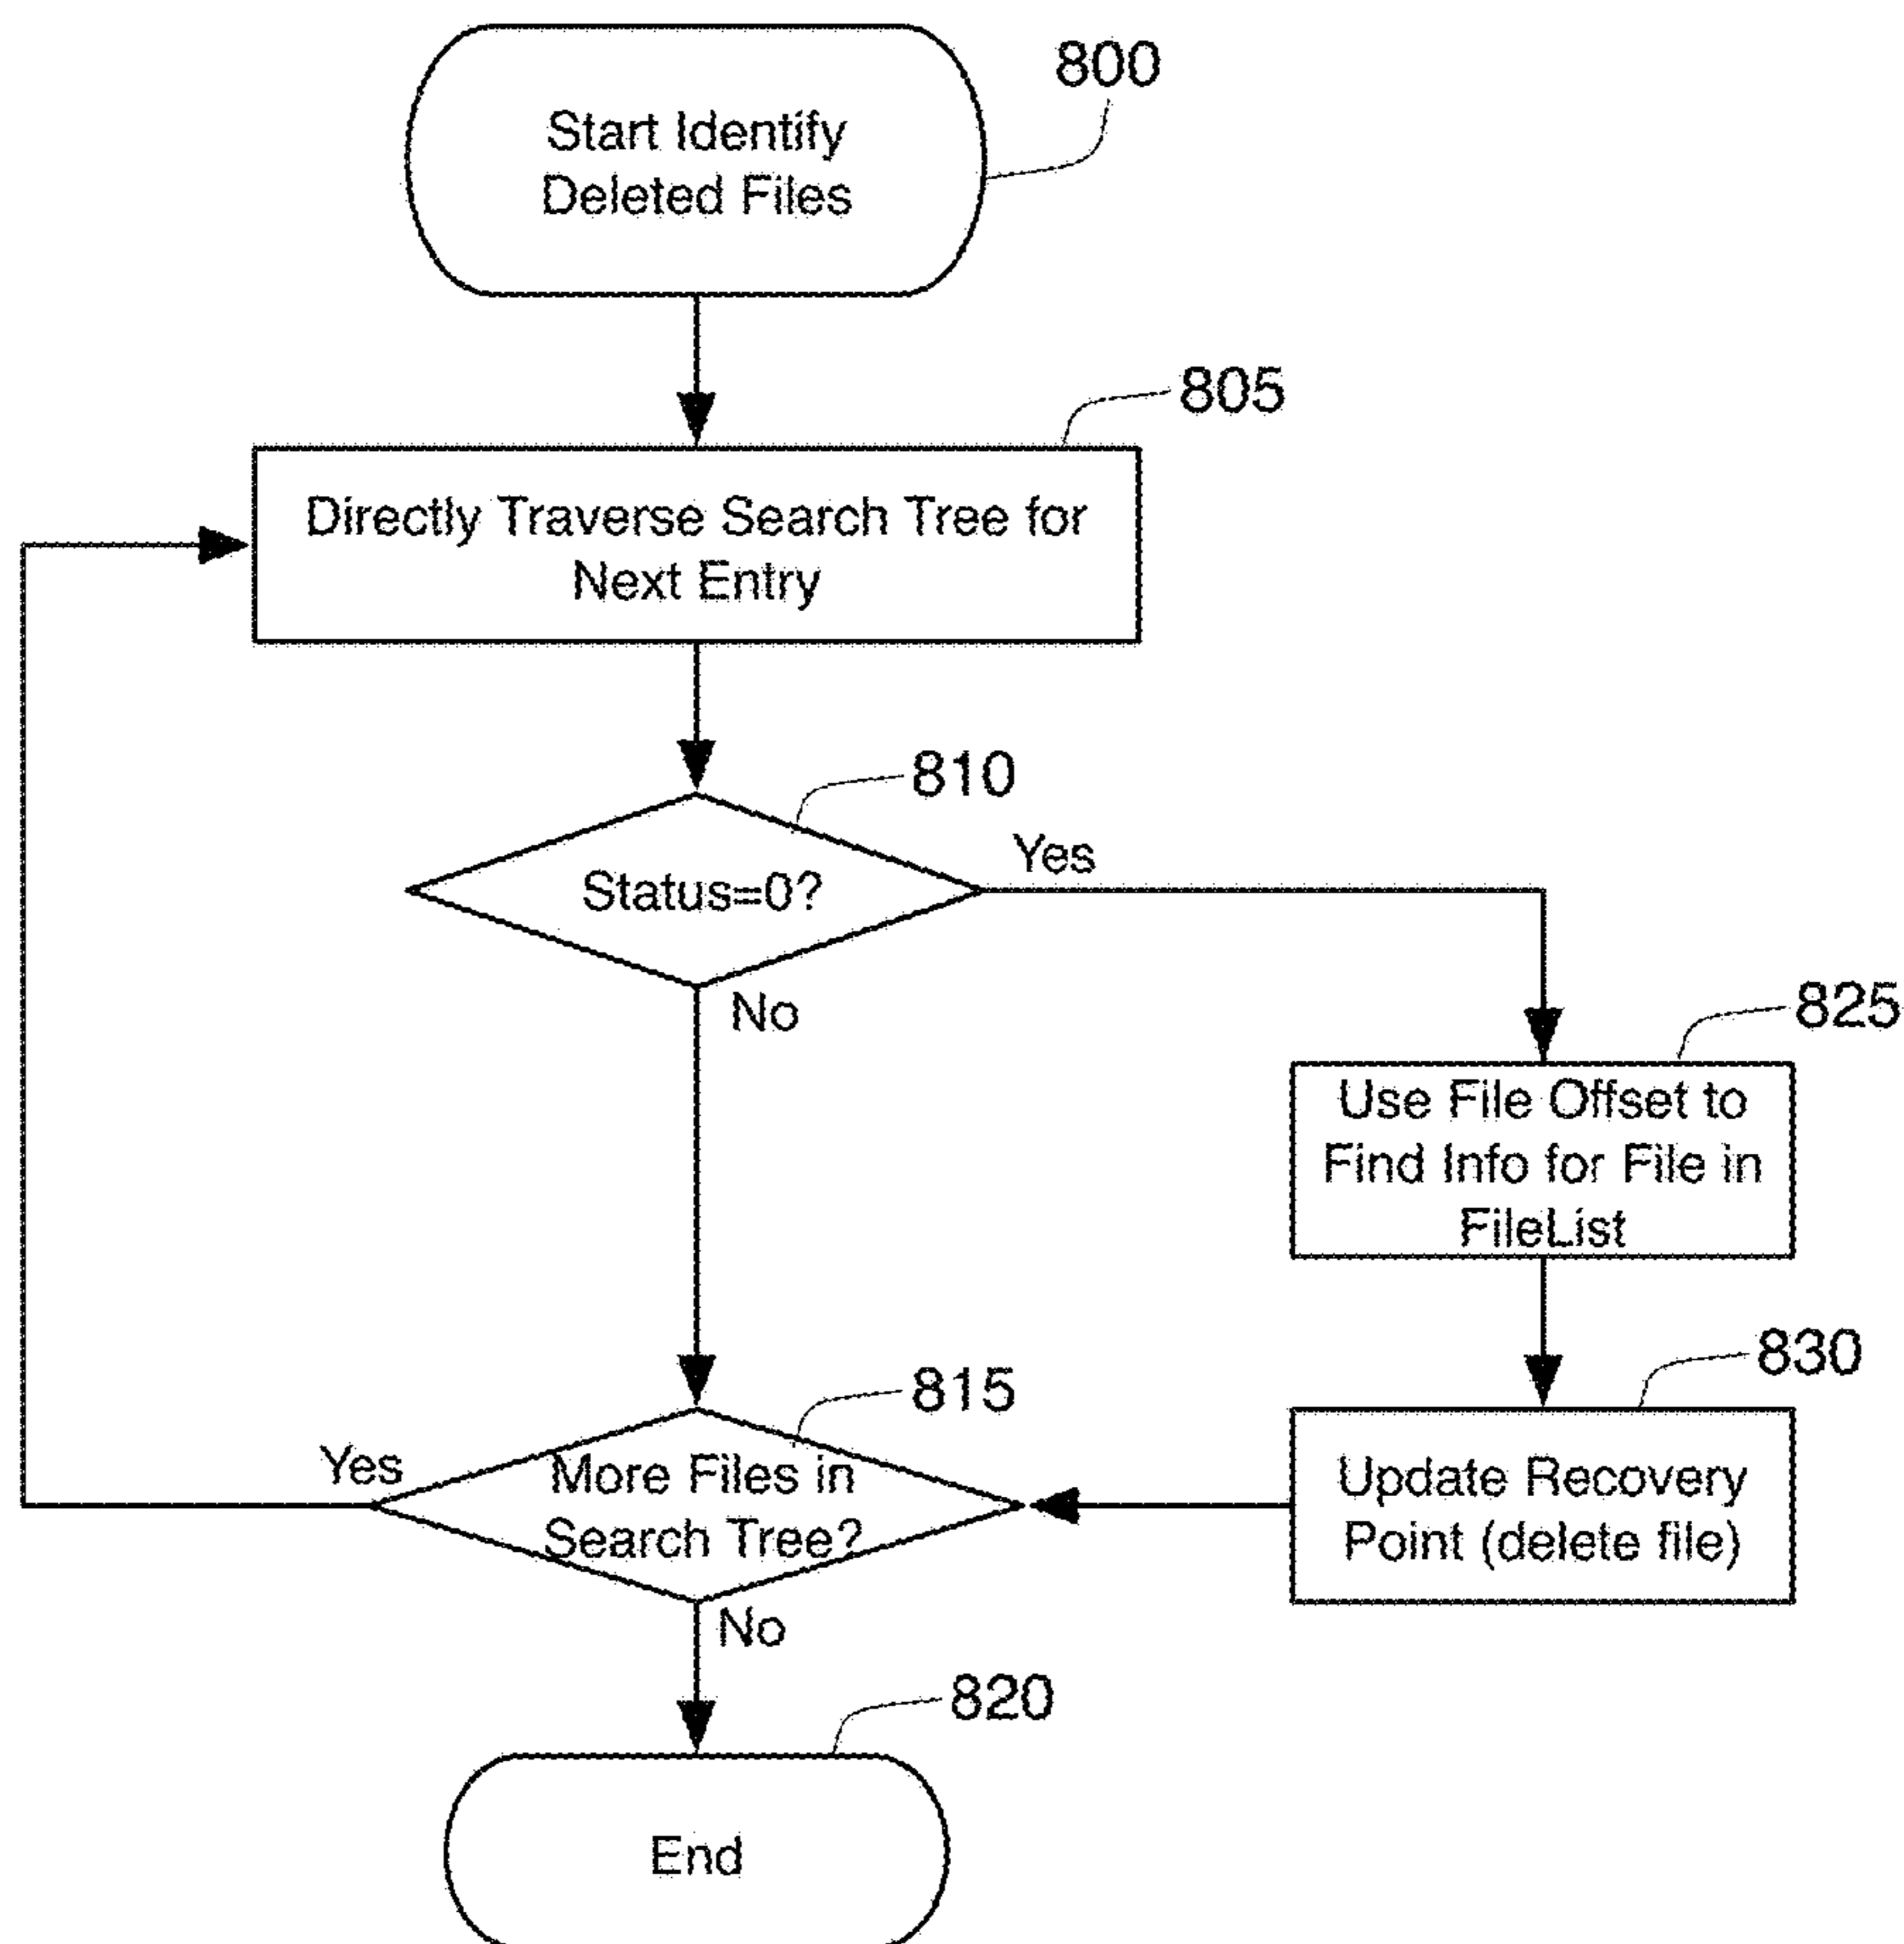 800
Start Identify
Deleted Files
805
Directly Traverse Search Tree for
Next Entry
810
Status=0?
Yes
No
825
Use File Offset to
Find Info for File in
FileList
830
Update Recovery
Point (delete file)
815
Yes
More Files in
Search Tree?
No
820
End